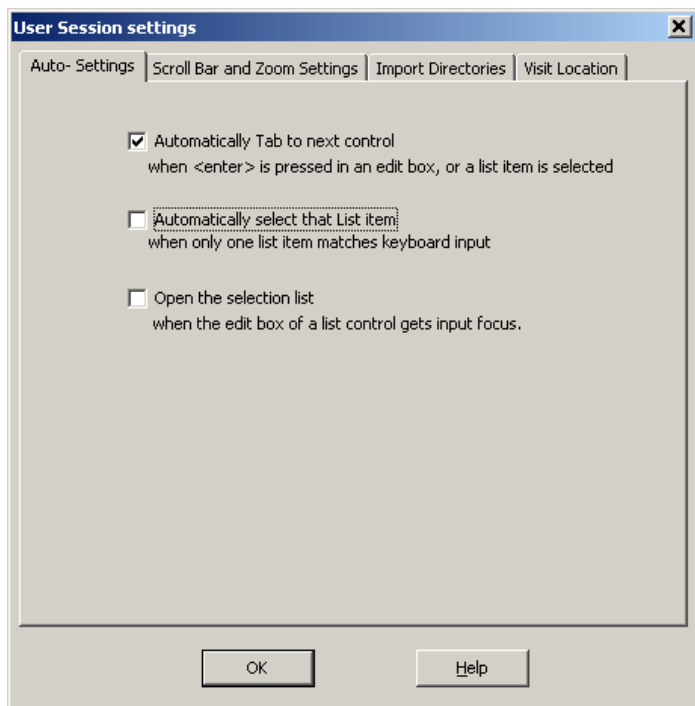 User Session settings
Auto- Settings
Scroll Bar and Zoom Settings
Import Directories
Visit Location
Automatically Tab to next control
when <enter> is pressed in an edit box, or a list item is selected
Automatically select that List item
when only one list item matches keyboard input
Open the selection list
when the edit box of a list control gets input focus.
OK
Help